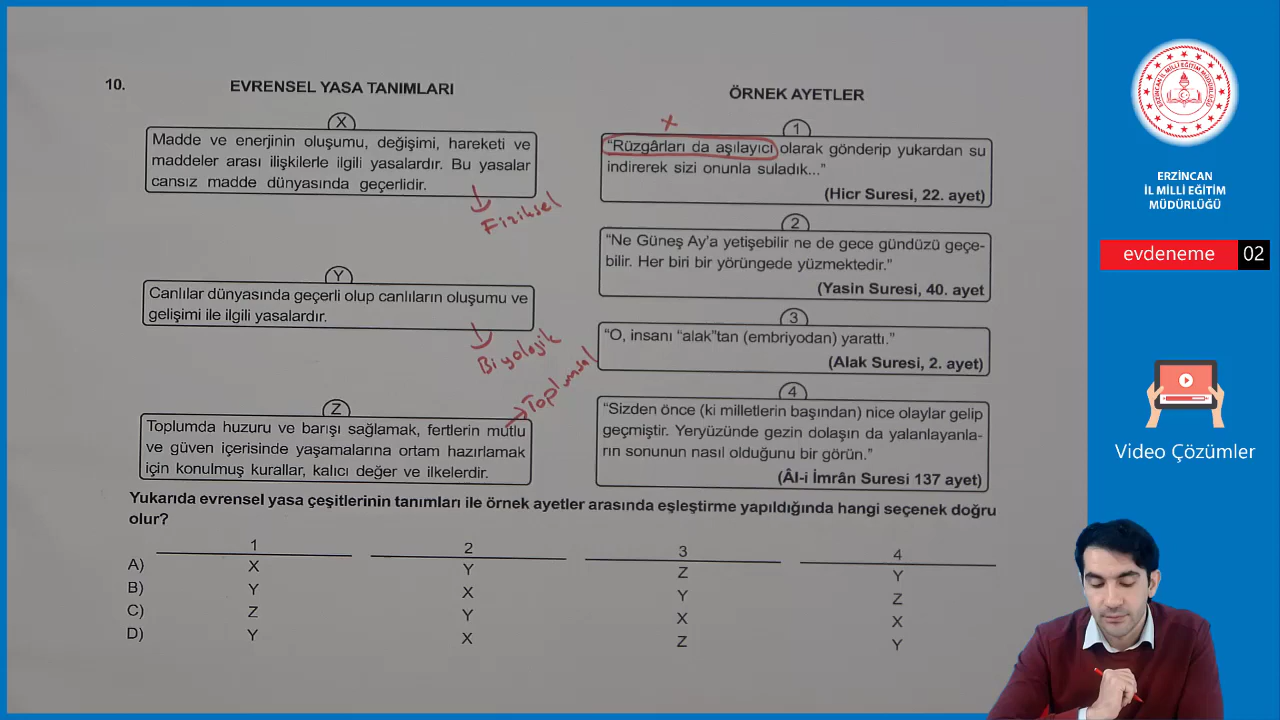 10.
EVRENSEL YASA TANIMLARI
X
Madde ve enerjinin oluşumu, değişimi, hareketi ve
maddeler arası ilişkilerle ilgili yasalardır. Bu yasalar
cansız madde dünyasında geçerlidir.
Fiziksel
Y
Canlılar dünyasında geçerli olup canlıların oluşumu ve
gelişimi ile ilgili yasalardır.
Biyolojik
Z
Toplumda huzuru ve barışı sağlamak, fertlerin mutlu
ve güven içerisinde yaşamalarına ortam hazırlamak
için konulmuş kurallar, kalıcı değer ve ilkelerdir.
Toplumsal
ÖRNEK AYETLER
x
1
“Rüzgârları da aşılayıcı olarak gönderip yukardan su
indirerek sizi onunla suladık...”
(Hicr Suresi, 22. ayet)
2
“Ne Güneş Ay’a yetişebilir ne de gece gündüzü geçe-
bilir. Her biri bir yörüngede yüzmektedir.”
(Yasin Suresi, 40. ayet
3
“O, insanı “alak”tan (embriyodan) yarattı.”
(Alak Suresi, 2. ayet)
4
“Sizden önce (ki milletlerin başından) nice olaylar gelip
geçmiştir. Yeryüzünde gezin dolaşın da yalanlayanla-
rın sonunun nasıl olduğunu bir görün.”
(Âl-i İmrân Suresi 137 ayet)
Yukarıda evrensel yasa çeşitlerinin tanımları ile örnek ayetler arasında eşleştirme yapıldığında hangi seçenek doğru
olur?
1 2 3 4
A) X Y Z Y
B) Y X Y Z
C) Z Y X X
D) Y X Z Y
ERZİNCAN
İL MİLLİ EĞİTİM
MÜDÜRLÜĞÜ
evdeneme 02
Video Çözümler